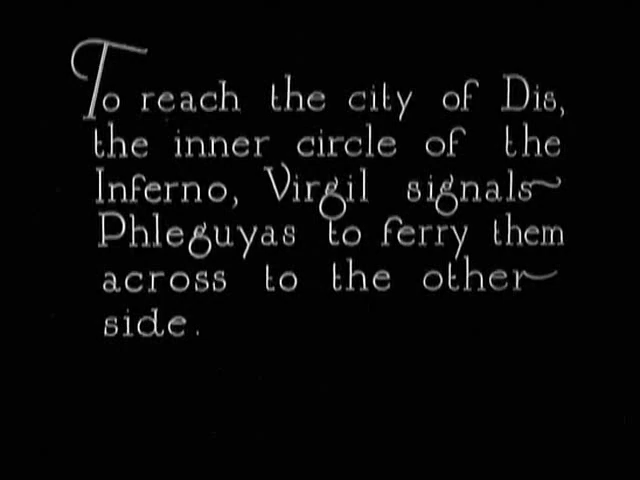 To reach the city of Dis,
the inner circle of the
Inferno, Virgil signals
Phleguyas to ferry them
across to the other
side.